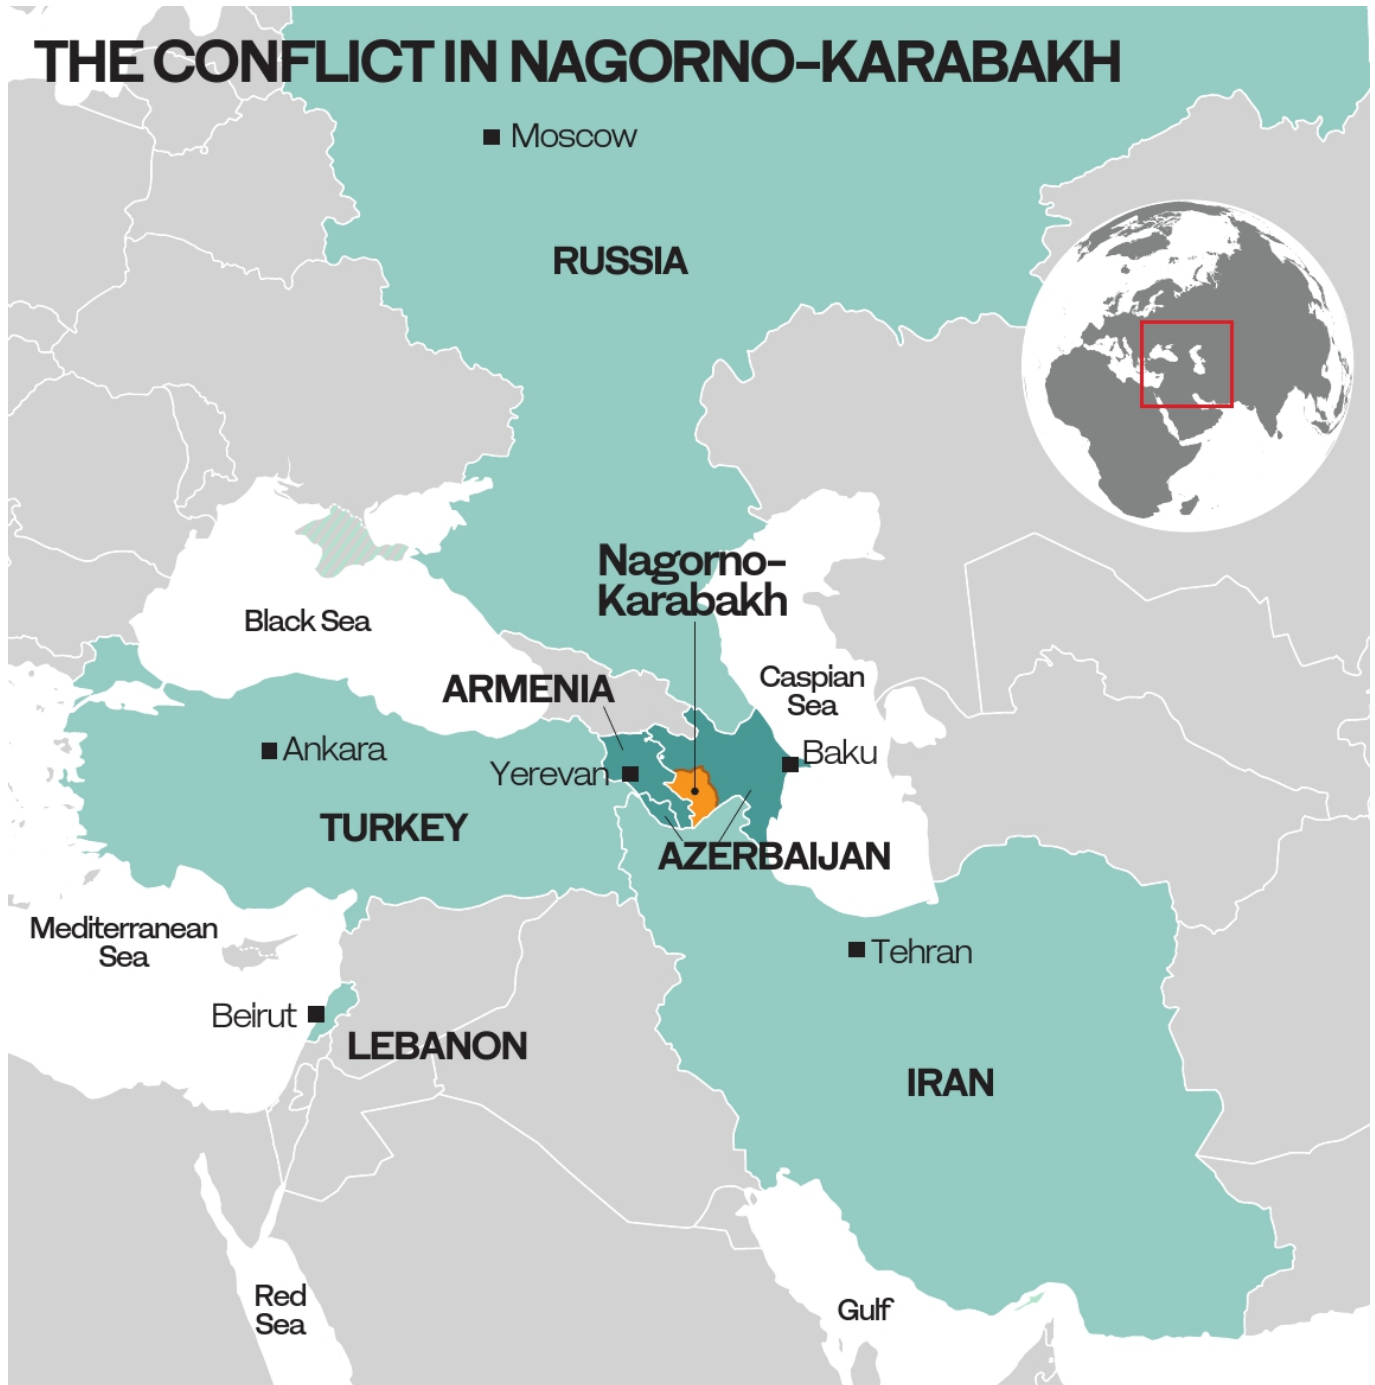 THE CONFLICT IN NAGORNO-KARABAKH
Moscow
RUSSIA
Nagorno-
Karabakh
Black Sea
ARMENIA
Caspian
Sea
Ankara
Yerevan
Baku
TURKEY
AZERBAIJAN
Mediterranean
Sea
Tehran
Beirut
LEBANON
IRAN
Red
Sea
Gulf